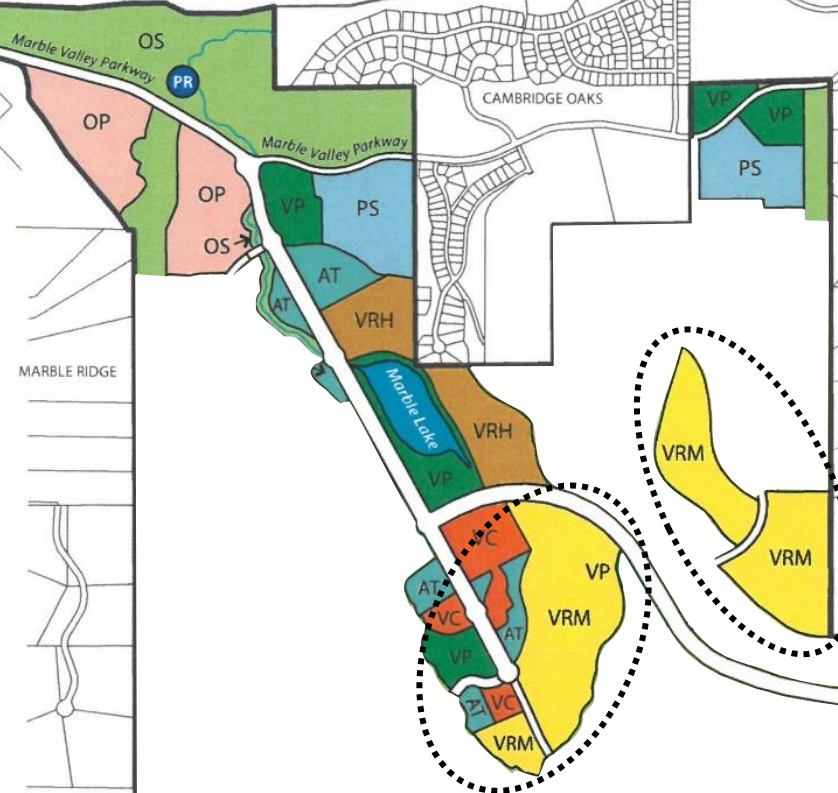 OS
Marble Valley Parkway
PR
CAMBRIDGE OAKS
VP
VP
OP
Marble Valley Parkway
PS
OP
VP
PS
OS
AT
AT
VRH
MARBLE RIDGE
Marble Lake
VRH
VRM
VP
VC
VRM
VP
AT
VC
VRM
AT
VP
AT
VC
VRM